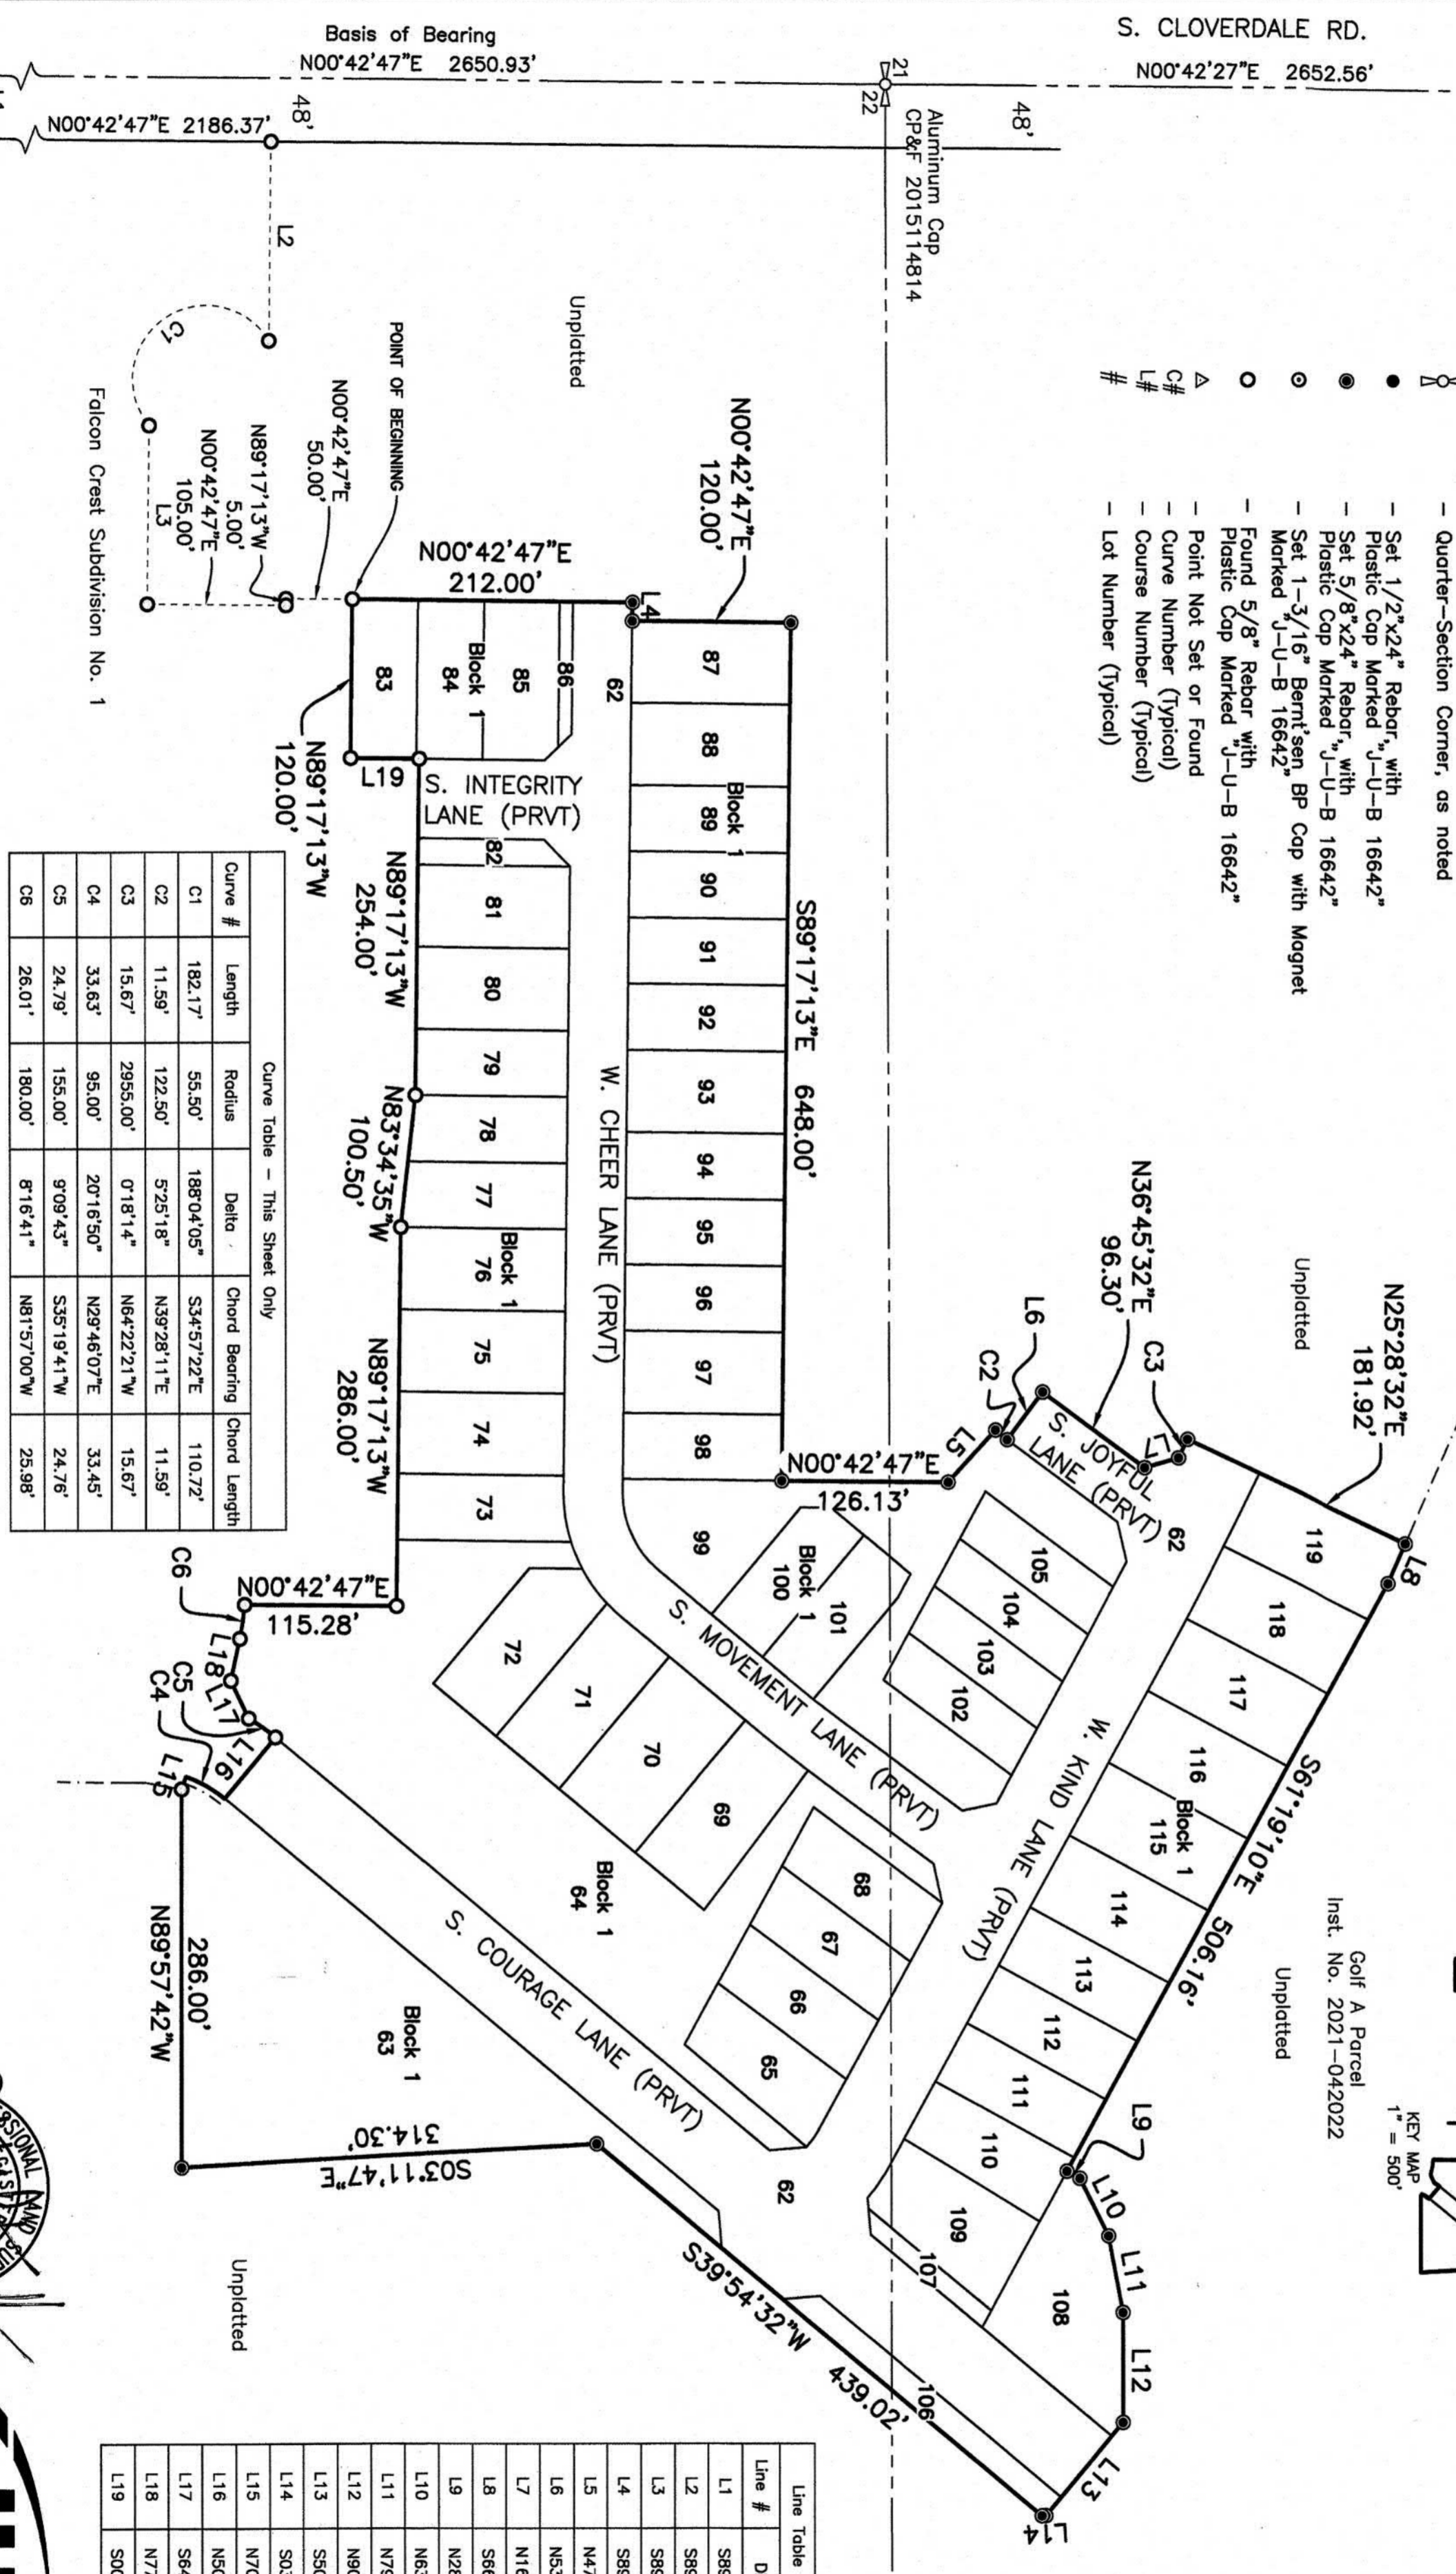 S. CLOVERDALE RD.
N00°42'27"E 2652.56'
Basis of Bearing
N00°42'47"E 2650.93'
N00°42'47"E 2186.37'
48'
48'
21
22
Aluminum Cap
CP&F 2015114814
- Quarter-Section Corner, as noted
- Set 1/2"x24" Rebar, with
Plastic Cap Marked "J-U-B 16642"
- Set 5/8"x24" Rebar, with
Plastic Cap Marked "J-U-B 16642"
- Set 1-3/16" Bernt'sen BP Cap with Magnet
Marked "J-U-B 16642"
- Found 5/8" Rebar with
Plastic Cap Marked "J-U-B 16642"
- Point Not Set or Found
C# - Curve Number (Typical)
L# - Course Number (Typical)
# - Lot Number (Typical)
L2
C1
Unplatted
POINT OF BEGINNING
N00°42'47"E
50.00'
N89°17'13"W
5.00'
N00°42'47"E
105.00'
L3
Falcon Crest Subdivision No. 1
N00°42'47"E
120.00'
N00°42'47"E
212.00'
L4
S89°17'13"E 648.00'
87
88
Block 1
89
90
91
92
93
94
95
96
97
98
62
86
85
Block 1
84
83
N89°17'13"W
120.00'
L19
S. INTEGRITY
LANE (PRVT)
W. CHEER LANE (PRVT)
82
81
80
79
78
77
Block 1
76
75
74
73
N89°17'13"W
254.00'
N83°34'35"W
100.50'
N89°17'13"W
286.00'
N00°42'47"E
115.28'
N00°42'47"E
126.13'
L5
C2
L6
N36°45'32"E
96.30'
C3
L7
S. JOYFUL
LANE (PRVT)
Unplatted
N25°28'32"E
181.92'
L8
62
119
118
117
116
Block 1
115
114
113
112
111
110
109
107
108
106
S61°19'10"E 506.16'
Golf A Parcel
Inst. No. 2021-042022
Unplatted
KEY MAP
1" = 500'
L9
L10
L11
L12
L13
L14
105
104
103
102
W. KIND LANE (PRVT)
99
Block 1
100
101
S. MOVEMENT LANE (PRVT)
72
71
70
69
68
67
66
65
Block 1
64
S. COURAGE LANE (PRVT)
62
S39°54'32"W 439.02'
Block 1
63
S03°11'47"E
314.30'
286.00'
N89°57'42"W
Unplatted
C6
L18
L17
C5
C4
L16
L15
Curve Table - This Sheet Only
Curve # Length Radius Delta Chord Bearing Chord Length
C1 182.17' 55.50' 188°04'05" S34°57'22"E 110.72'
C2 11.59' 122.50' 5°25'18" N39°28'11"E 11.59'
C3 15.67' 2955.00' 0°18'14" N64°22'21"W 15.67'
C4 33.63' 95.00' 20°16'50" N29°46'07"E 33.45'
C5 24.79' 155.00' 9°09'43" S35°19'41"W 24.76'
C6 26.01' 180.00' 8°16'41" N81°57'00"W 25.98'
Line Table
Line #
L1
L2
L3
L4
L5
L6
L7
L8
L9
L10
L11
L12
L13
L14
L15
L16
L17
L18
L19